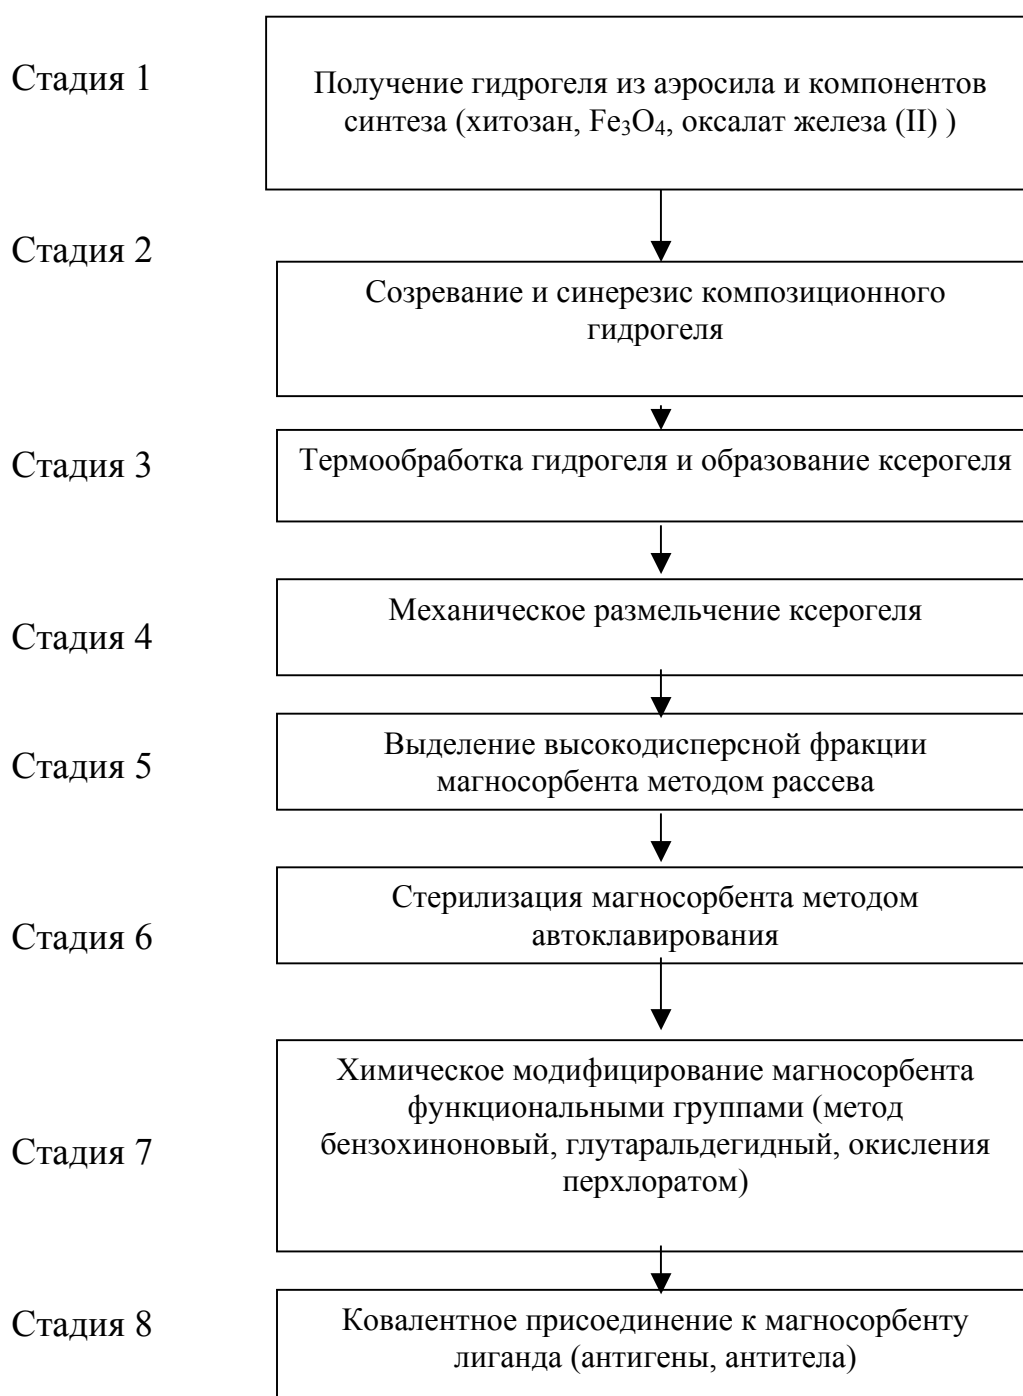 Стадия 1
Получение гидрогеля из аэросила и компонентов
синтеза (хитозан, Fe₃O₄, оксалат железа (II) )
Стадия 2
Созревание и синерезис композиционного
гидрогеля
Стадия 3
Термообработка гидрогеля и образование ксерогеля
Стадия 4
Механическое размельчение ксерогеля
Стадия 5
Выделение высокодисперсной фракции
магносорбента методом рассева
Стадия 6
Стерилизация магносорбента методом
автоклавирования
Стадия 7
Химическое модифицирование магносорбента
функциональными группами (метод
бензохиноновый, глутаральдегидный, окисления
перхлоратом)
Стадия 8
Ковалентное присоединение к магносорбенту
лиганда (антигены, антитела)